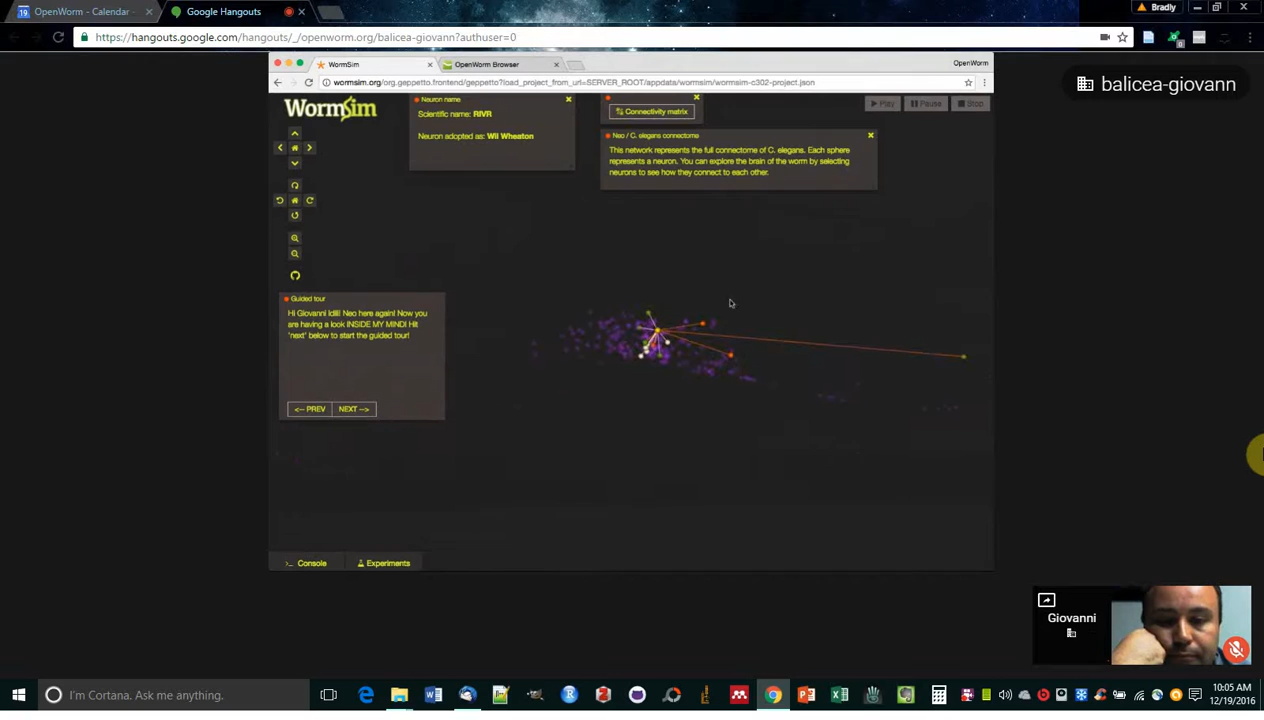 OpenWorm - Calendar
Google Hangouts
Bradly
https://hangouts.google.com/hangouts/_/openworm.org/balicea-giovann?authuser=0
WormSim
OpenWorm Browser
OpenWorm
wormsim.org/org.geppetto.frontend/geppetto?load_project_from_url=SERVER_ROOT/appdata/wormsim/wormsim-c302-project.json
balicea-giovann
WormSim
Neuron name
Scientific name: RIVR
Neuron adopted as: Wil Wheaton
Connectivity matrix
Play
Pause
Stop
Neo / C. elegans connectome
This network represents the full connectome of C. elegans. Each sphere
represents a neuron. You can explore the brain of the worm by selecting
neurons to see how they connect to each other.
Guided tour
Hi Giovanni Idili! Neo here again! Now you
are having a look INSIDE MY MIND! Hit
'next' below to start the guided tour!
<-- PREV
NEXT -->
Console
Experiments
Giovanni
I'm Cortana. Ask me anything.
10:05 AM
12/19/2016